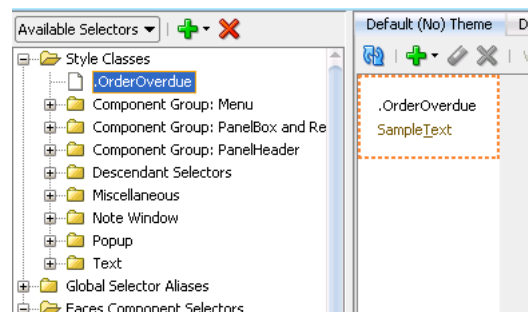 Available Selectors
Style Classes
.OrderOverdue
Component Group: Menu
Component Group: PanelBox and Re
Component Group: PanelHeader
Descendant Selectors
Miscellaneous
Note Window
Popup
Text
Global Selector Aliases
Faces Component Selectors
Default (No) Theme
D
.OrderOverdue
SampleText